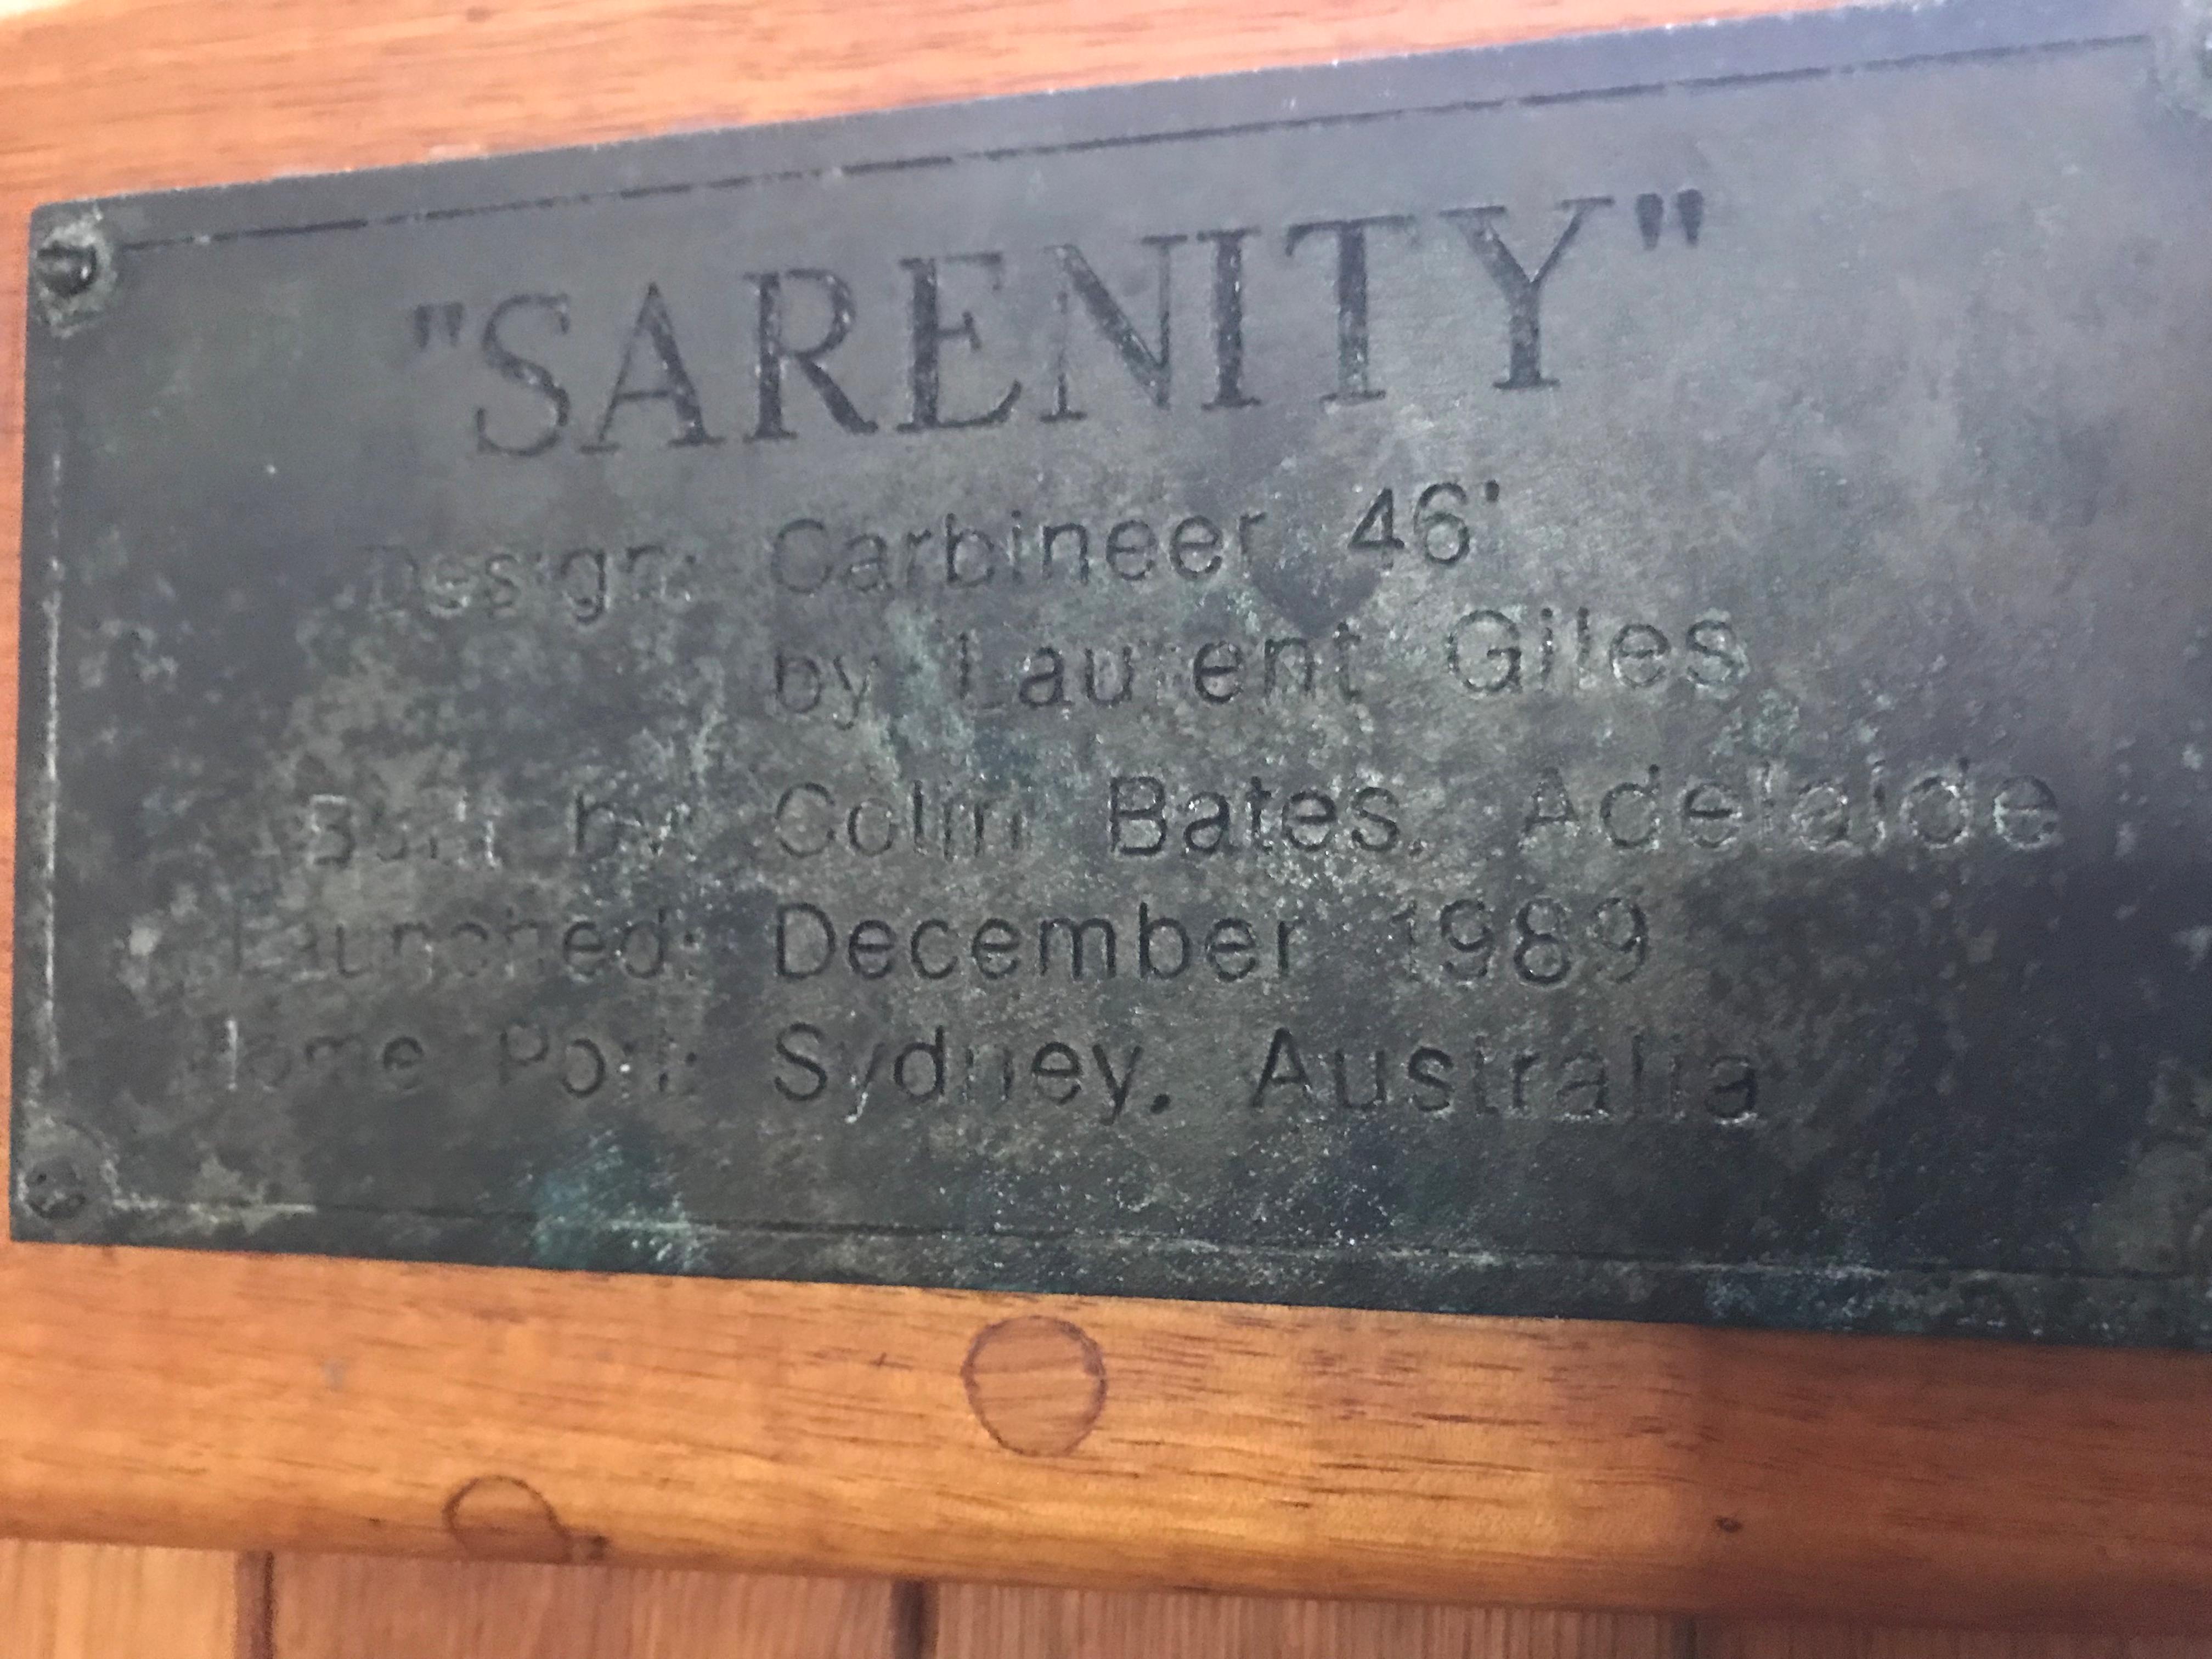 "SARENITY"
Design: Carbineer 46'
by Laurent Giles
Built by: Colin Bates, Adelaide
Launched: December 1989
Home Port: Sydney, Australia